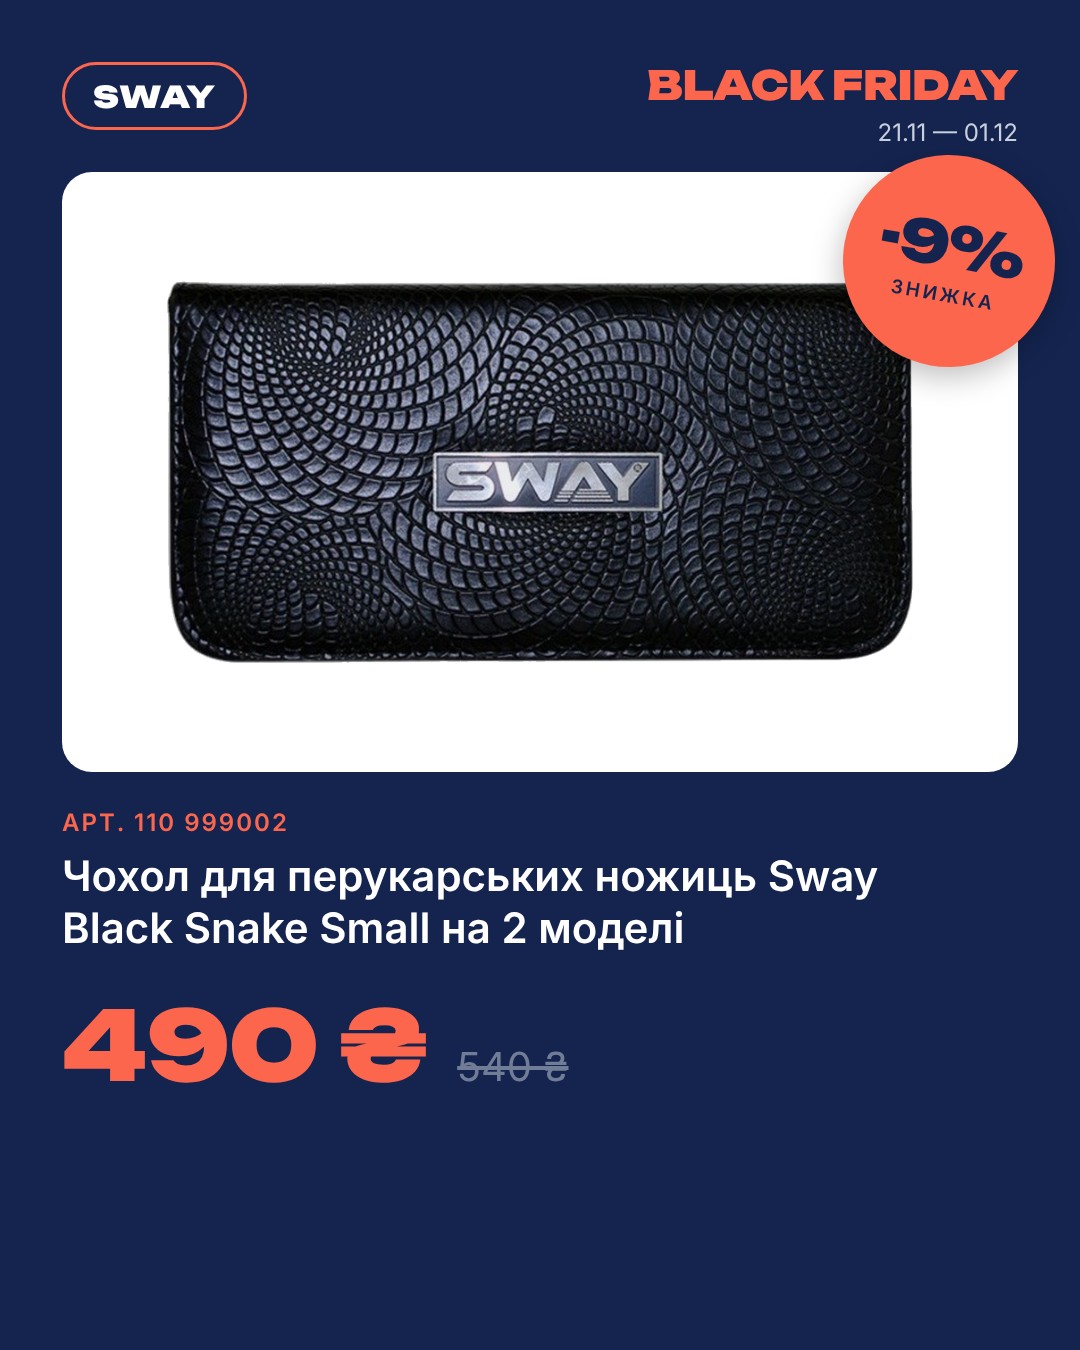 SWAY
BLACK FRIDAY
21.11 — 01.12
-9%
ЗНИЖКА
SWAY®
АРТ. 110 999002
Чохол для перукарських ножиць Sway
Black Snake Small на 2 моделі
490 ₴ 540 ₴